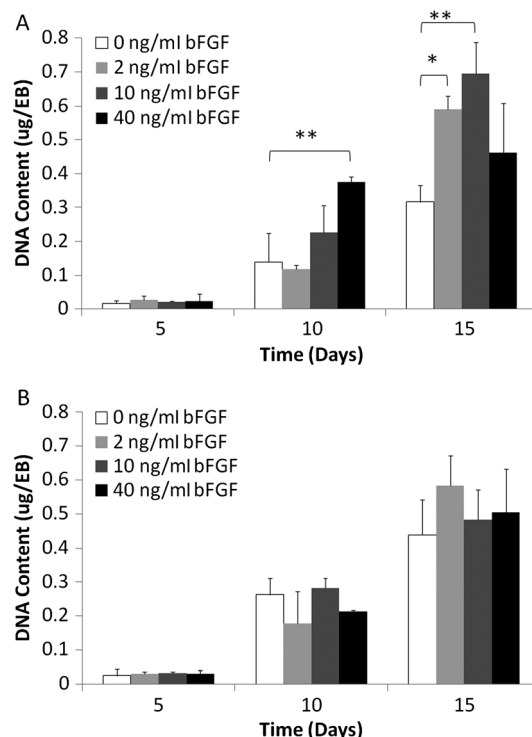 A
0.8
0.7
0.6
0.5
0.4
0.3
0.2
0.1
0
DNA Content (ug/EB)
0 ng/ml bFGF
2 ng/ml bFGF
10 ng/ml bFGF
40 ng/ml bFGF
**
*
**
5 10 15
Time (Days)
B
0.8
0.7
0.6
0.5
0.4
0.3
0.2
0.1
0
DNA Content (ug/EB)
0 ng/ml bFGF
2 ng/ml bFGF
10 ng/ml bFGF
40 ng/ml bFGF
5 10 15
Time (Days)